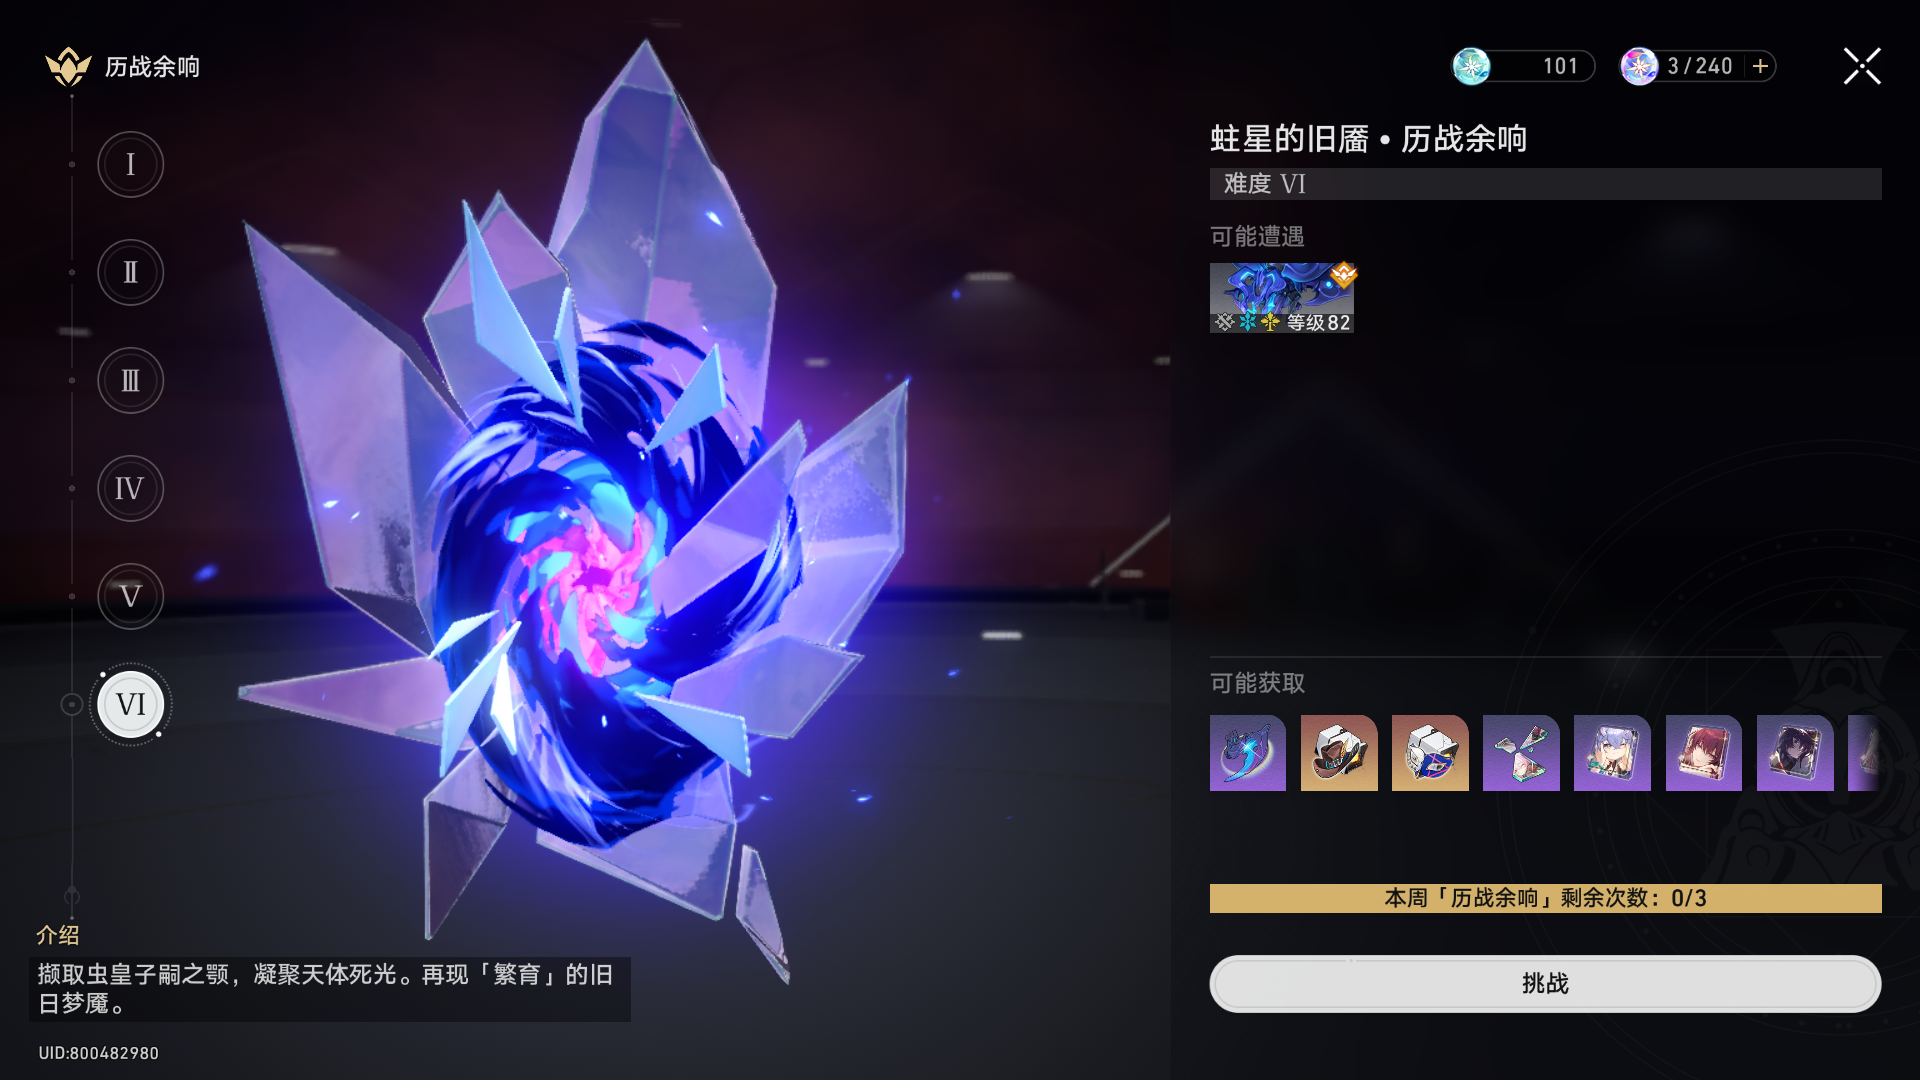 历战余响
101
3/240
I
II
III
IV
V
VI
蛀星的旧靥•历战余响
难度 VI
可能遭遇
等级82
可能获取
本周「历战余响」剩余次数：0/3
挑战
介绍
撷取虫皇子嗣之颚，凝聚天体死光。再现「繁育」的旧
日梦魇。
UID:800482980